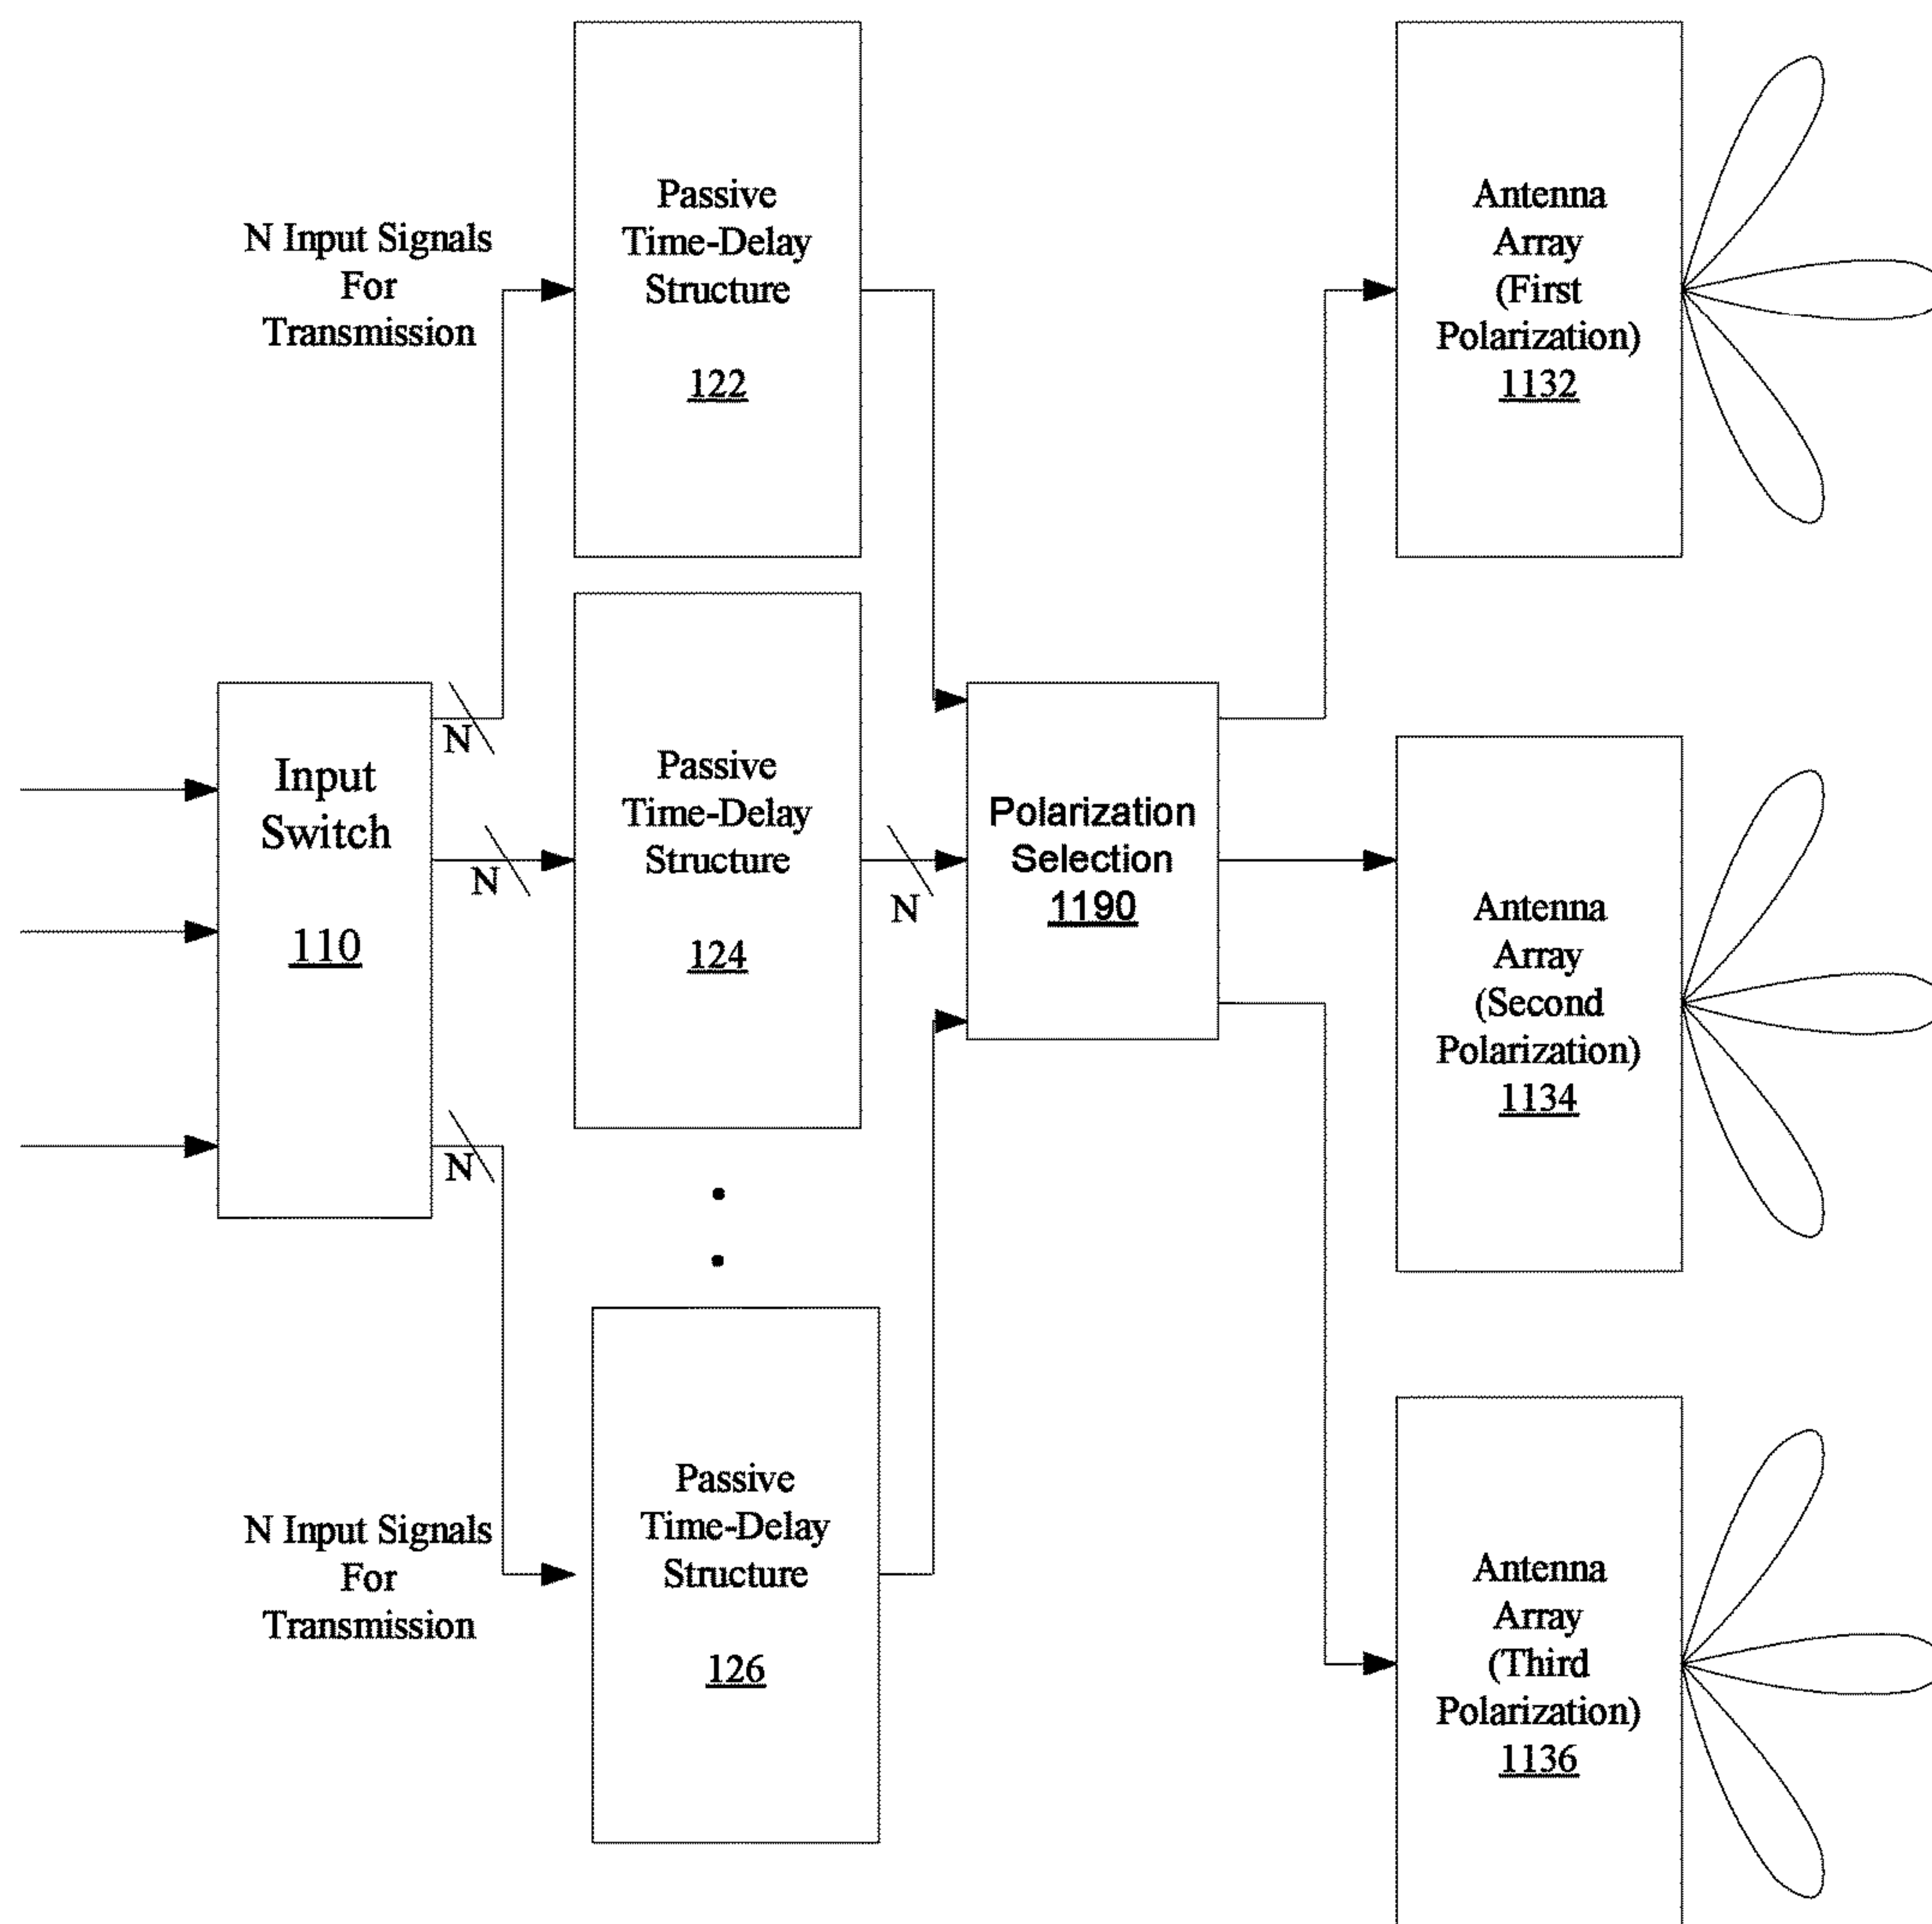 N Input Signals
For
Transmission
Passive
Time-Delay
Structure
122
Antenna
Array
(First
Polarization)
1132
N
Input
Switch
110
N
N
Passive
Time-Delay
Structure
124
N
Polarization
Selection
1190
Antenna
Array
(Second
Polarization)
1134
N Input Signals
For
Transmission
Passive
Time-Delay
Structure
126
Antenna
Array
(Third
Polarization)
1136